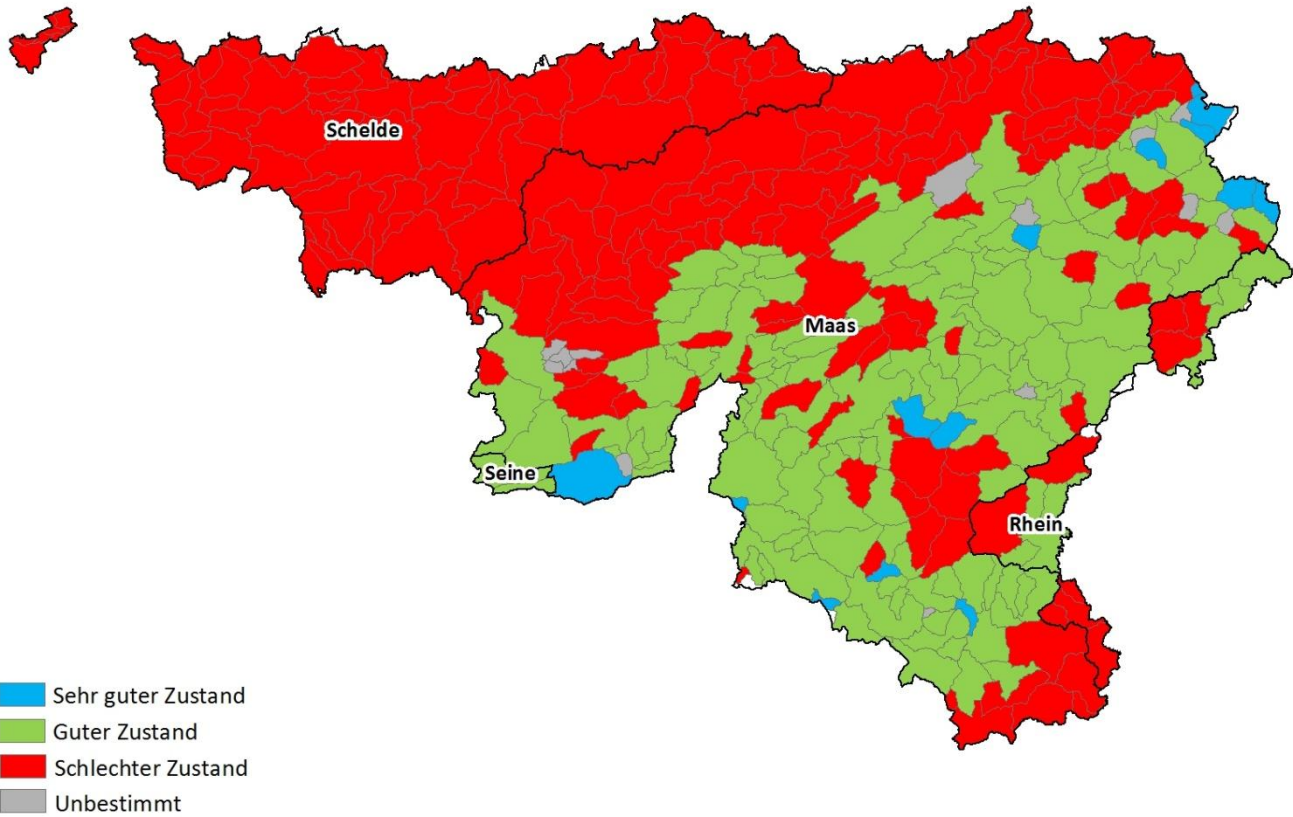 Schelde
Maas
Seine
Rhein
Sehr guter Zustand
Guter Zustand
Schlechter Zustand
Unbestimmt